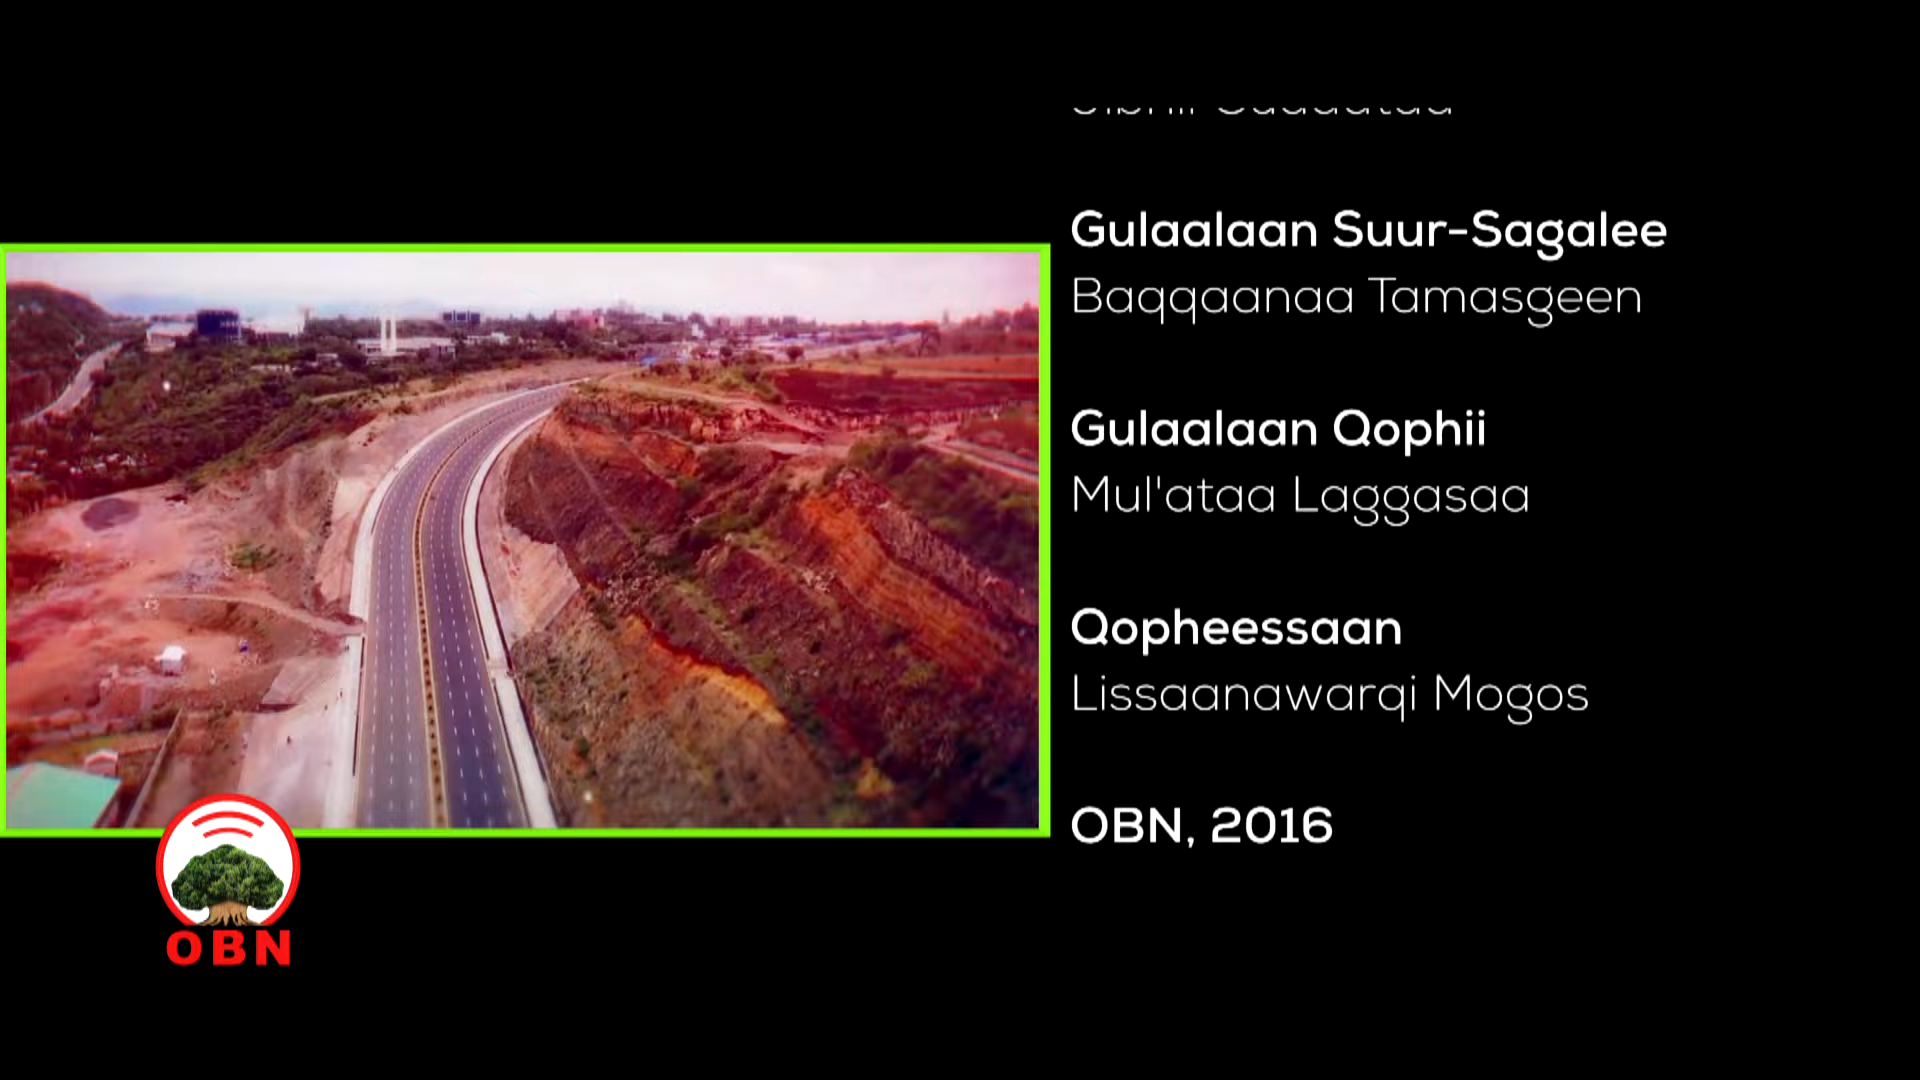 Gulaalaan Suur-Sagalee
Baqqaanaa Tamasgeen
Gulaalaan Qophii
Mul'ataa Laggasaa
Qopheessaan
Lissaanawarqi Mogos
OBN, 2016
OBN